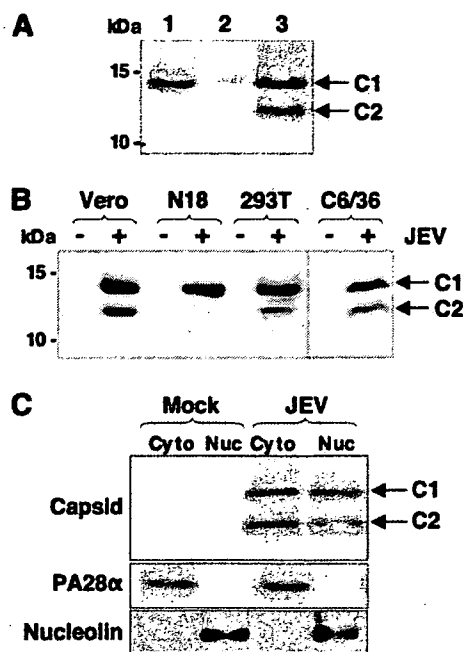 A kDa 1 2 3
15
C1
C2
10
B Vero N18 293T C6/36
kDa - + - + - + - + JEV
15
C1
C2
10
C Mock JEV
Cyto Nuc Cyto Nuc
Capsid
C1
C2
PA28α
Nucleolin